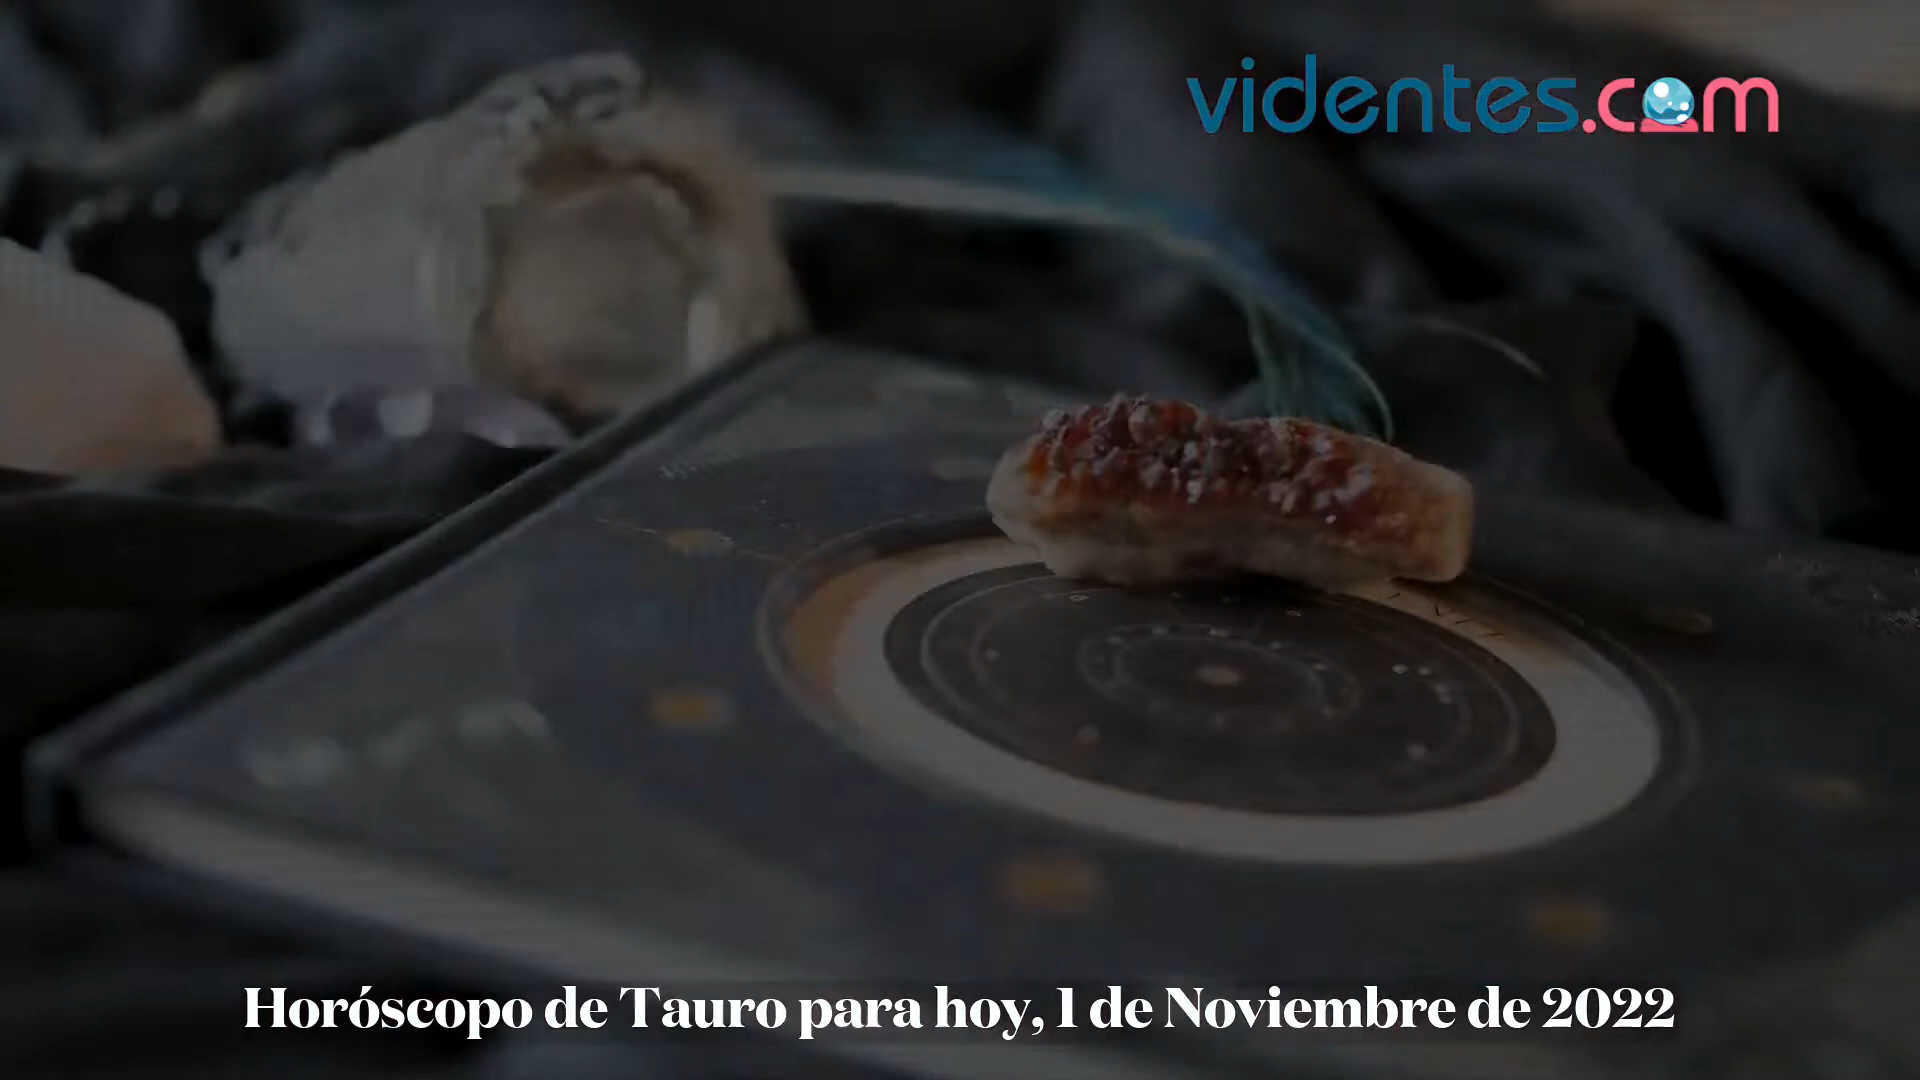 videntes.com
Horóscopo de Tauro para hoy, 1 de Noviembre de 2022